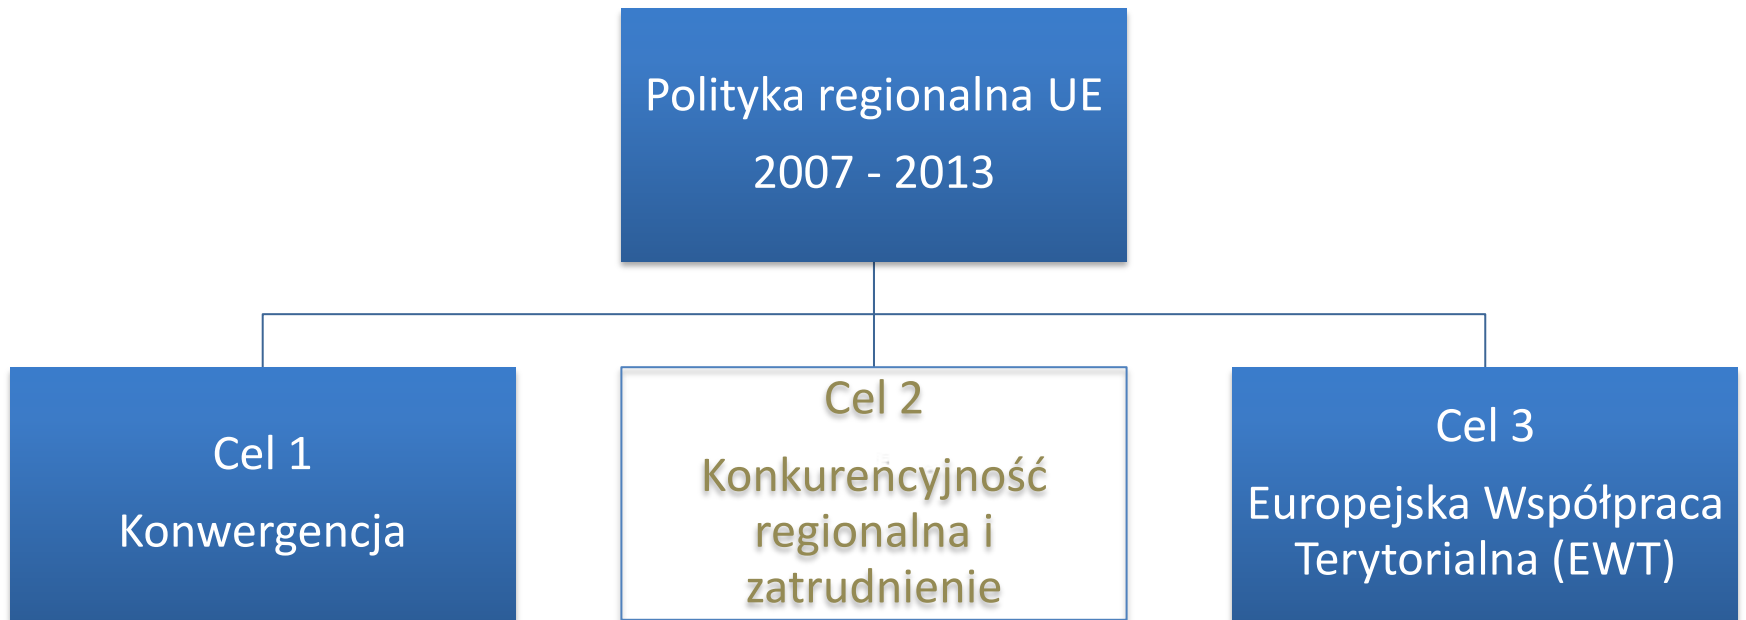 Polityka regionalna UE
2007 - 2013
Cel 1
Konwergencja
Cel 2
Konkurencyjność
regionalna i
zatrudnienie
Cel 3
Europejska Współpraca
Terytorialna (EWT)